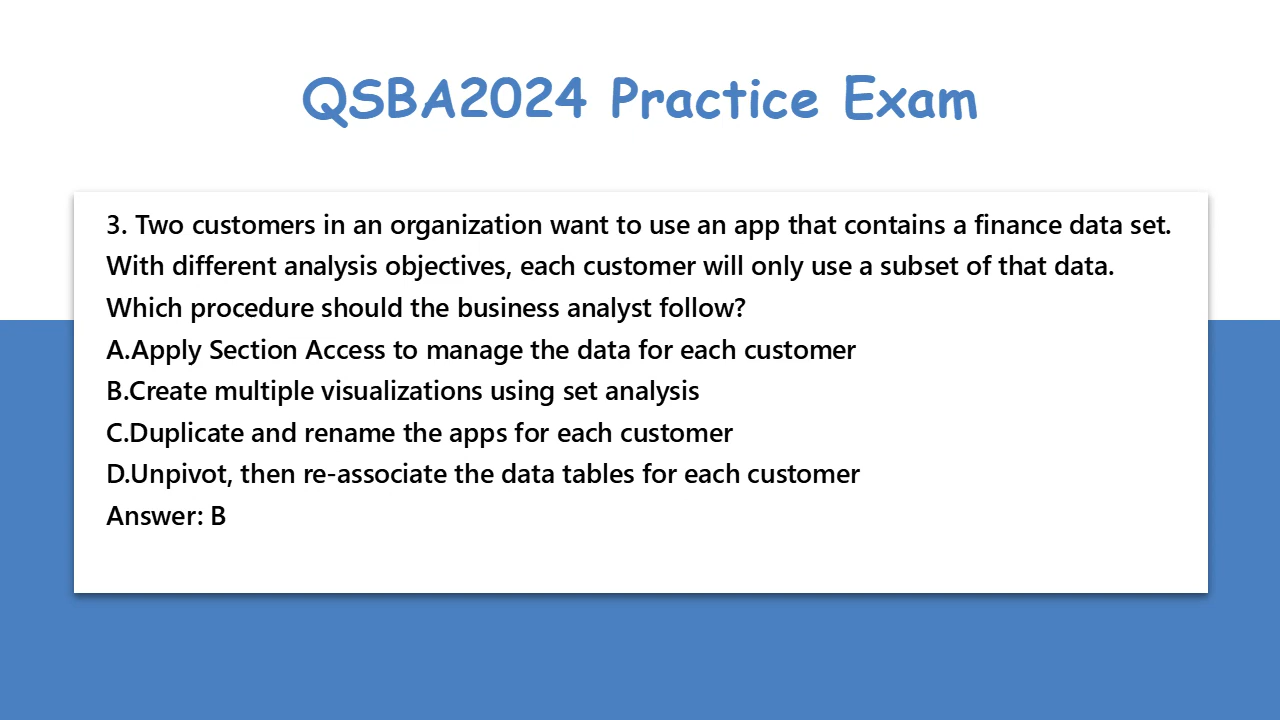 QSBA2024 Practice Exam
3. Two customers in an organization want to use an app that contains a finance data set.
With different analysis objectives, each customer will only use a subset of that data.
Which procedure should the business analyst follow?
A.Apply Section Access to manage the data for each customer
B.Create multiple visualizations using set analysis
C.Duplicate and rename the apps for each customer
D.Unpivot, then re-associate the data tables for each customer
Answer: B